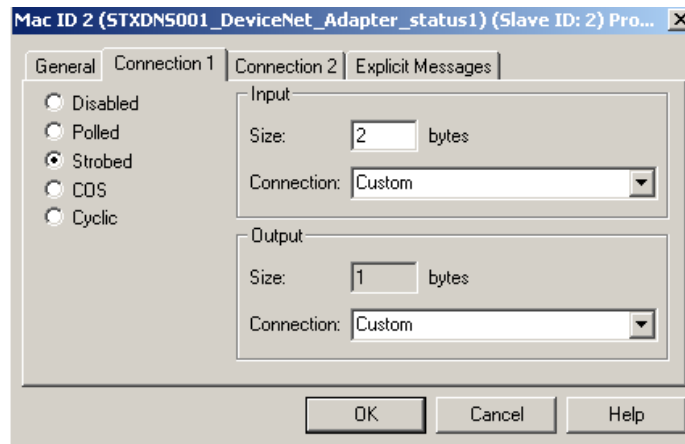 Mac ID 2 (STXDNS001_DeviceNet_Adapter_status1) (Slave ID: 2) Pro...
General Connection 1 Connection 2 Explicit Messages
Disabled
Polled
Strobed
COS
Cyclic
Input
Size: 2 bytes
Connection: Custom
Output
Size: 1 bytes
Connection: Custom
OK Cancel Help